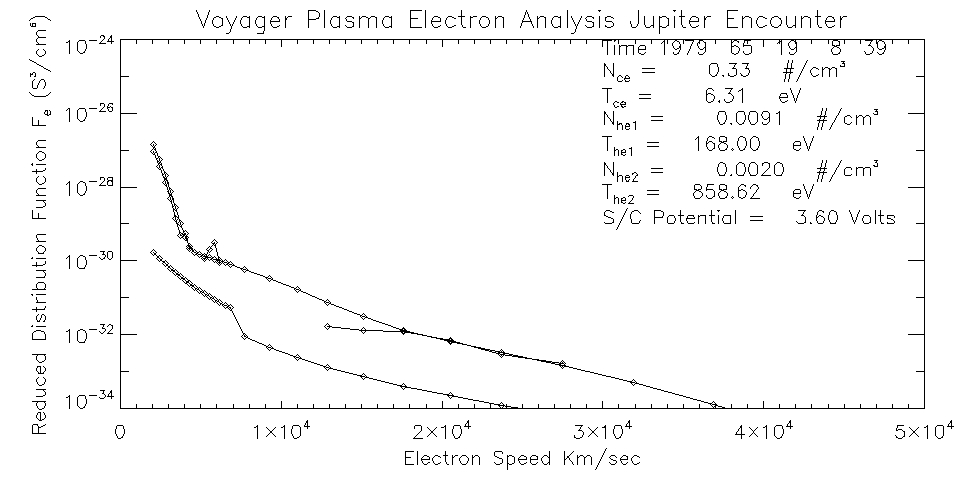 Voyager Plasma Electron Analysis Jupiter Encounter
Time 1979 65 19 8 39
Nce = 0.33 #/cm³
Tce = 6.31 eV
Nhe1 = 0.0091 #/cm³
The1 = 168.00 eV
Nhe2 = 0.0020 #/cm³
The2 = 858.62 eV
S/C Potential = 3.60 Volts
Reduced Distribution Function Fe (S³/cm⁶)
10⁻²⁴
10⁻²⁶
10⁻²⁸
10⁻³⁰
10⁻³²
10⁻³⁴
0 1×10⁴ 2×10⁴ 3×10⁴ 4×10⁴ 5×10⁴
Electron Speed Km/sec